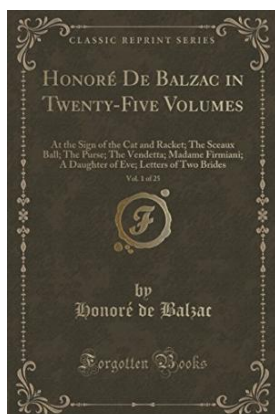 CLASSIC REPRINT SERIES
HONORÉ DE BALZAC IN
TWENTY-FIVE VOLUMES
At the Sign of the Cat and Racket; The Sceaux
Ball; The Purse; The Vendetta; Madame Firmiani;
A Daughter of Eve; Letters of Two Brides
Vol. 1 of 25
F
by
Honoré de Balzac
Forgotten Books